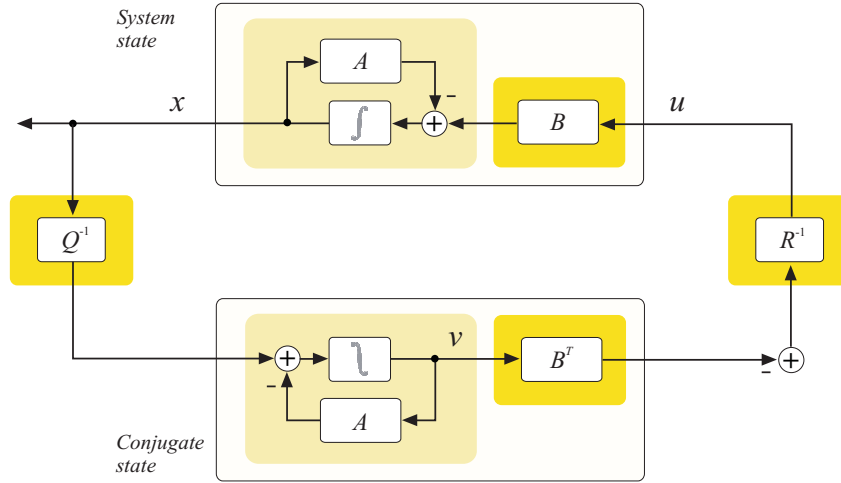 System
state
A
-
x
∫
+
B
u
Q⁻¹
R⁻¹
+
∫
v
Bᵀ
-
+
-
A
Conjugate
state